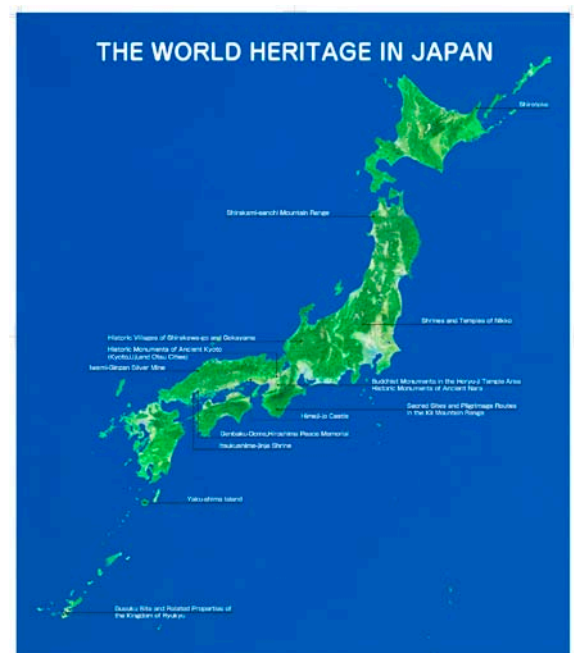 THE WORLD HERITAGE IN JAPAN
Shiretoko
Shirakami-sanchi Mountain Range
Shrines and Temples of Nikko
Historic Villages of Shirakawa-go and Gokayama
Historic Monuments of Ancient Kyoto
(Kyoto,Uji,and Otsu Cities)
Iwami-Ginzan Silver Mine
Buddhist Monuments in the Horyu-ji Temple Area
Historic Monuments of Ancient Nara
Sacred Sites and Pilgrimage Routes
in the Kii Mountain Range
Himeji-jo Castle
Genbaku-Dome,Hiroshima Peace Memorial
Itsukushima-jinja Shrine
Yaku-shima Island
Gusuku Site and Related Properties of
the Kingdom of Ryukyu